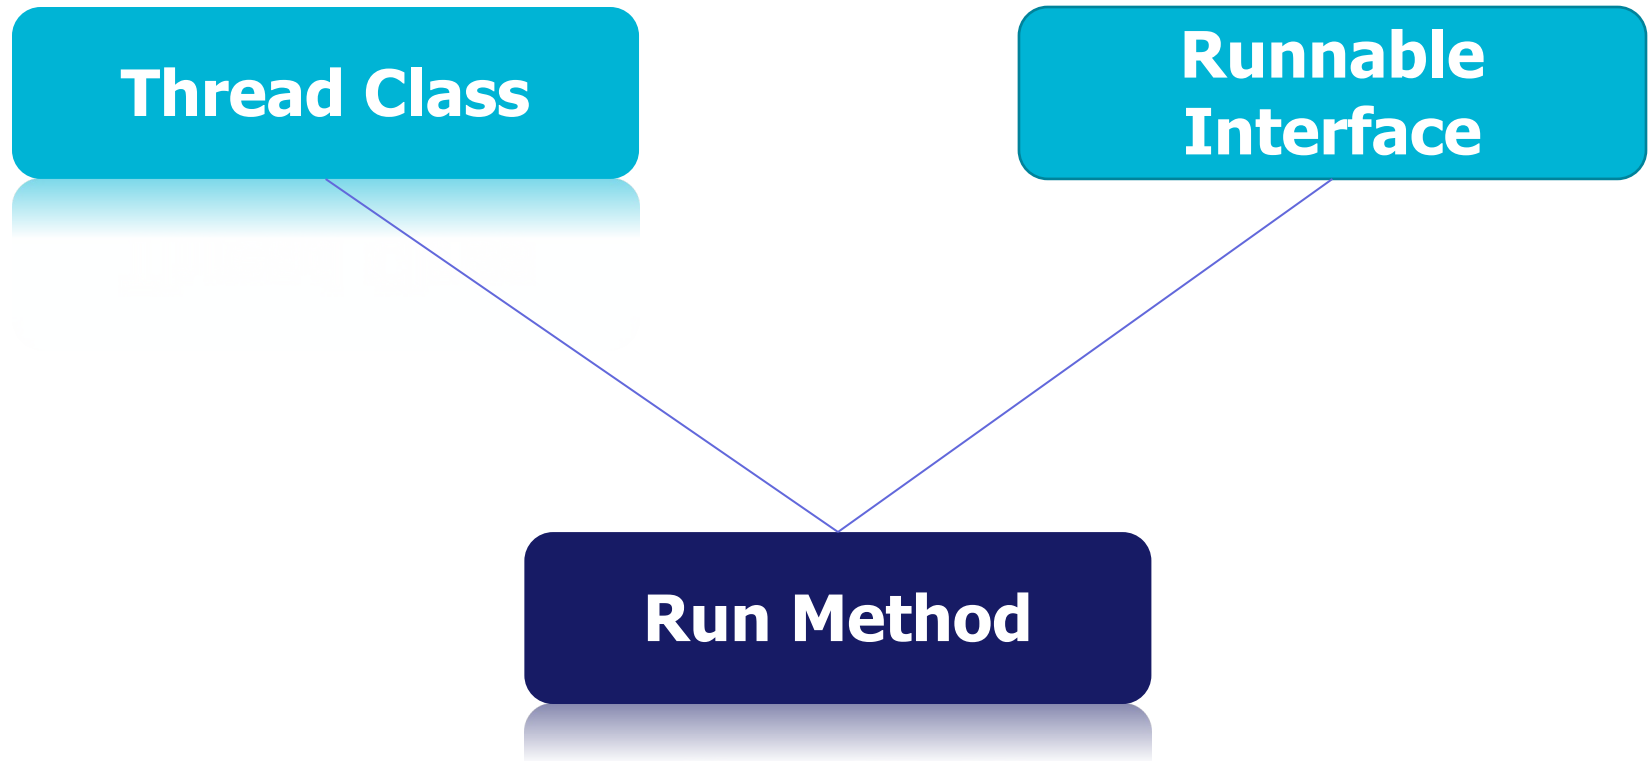 Thread Class
Runnable
Interface
Run Method